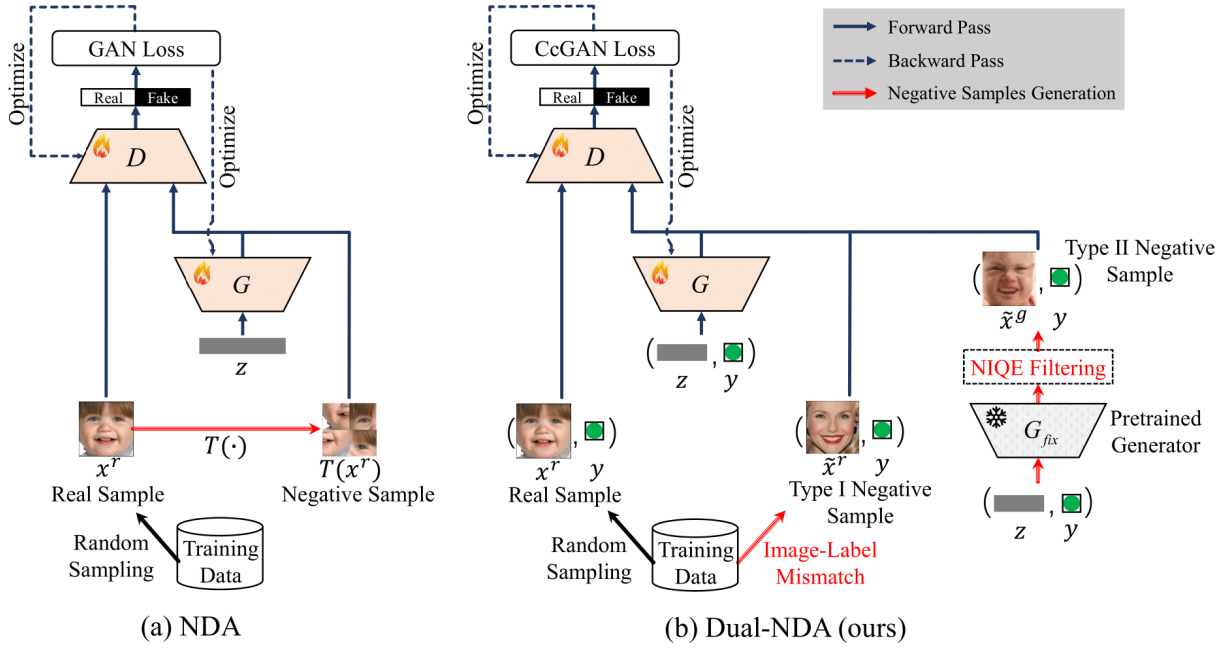 GAN Loss
Optimize
Real
Fake
D
Optimize
G
z
x^r
Real Sample
T(·)
T(x^r)
Negative Sample
Random
Sampling
Training
Data
(a) NDA
CcGAN Loss
Optimize
Real
Fake
D
Optimize
G
( , )
z
y
( , )
x^r
y
Real Sample
( , )
x̃^r
y
Type I Negative
Sample
Random
Sampling
Training
Data
Image-Label
Mismatch
Type II Negative
Sample
( , )
x̃^g
y
NIQE Filtering
G_fix
Pretrained
Generator
( , )
z
y
(b) Dual-NDA (ours)
Forward Pass
Backward Pass
Negative Samples Generation